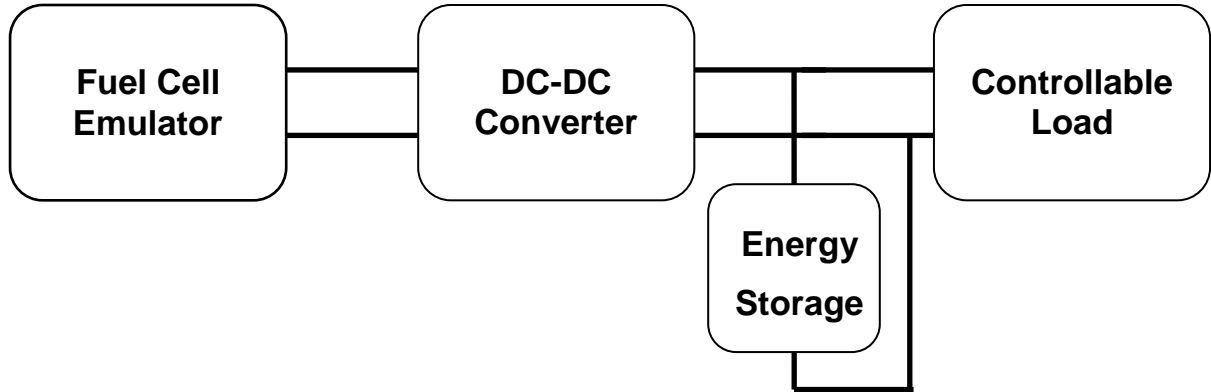 Fuel Cell
Emulator
DC-DC
Converter
Controllable
Load
Energy
Storage